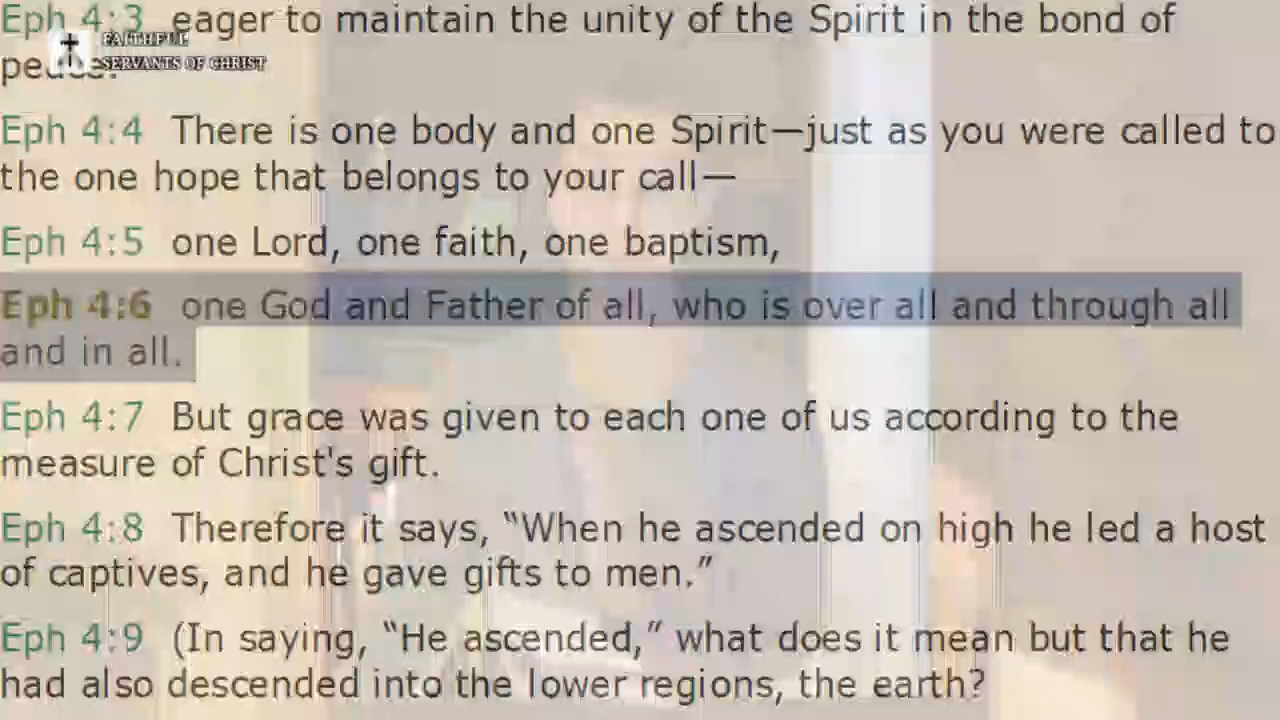 Eph 4:3 eager to maintain the unity of the Spirit in the bond of
peace.
FAITHFUL
SERVANTS OF CHRIST
Eph 4:4 There is one body and one Spirit—just as you were called to
the one hope that belongs to your call—
Eph 4:5 one Lord, one faith, one baptism,
Eph 4:6 one God and Father of all, who is over all and through all
and in all.
Eph 4:7 But grace was given to each one of us according to the
measure of Christ's gift.
Eph 4:8 Therefore it says, “When he ascended on high he led a host
of captives, and he gave gifts to men.”
Eph 4:9 (In saying, “He ascended,” what does it mean but that he
had also descended into the lower regions, the earth?